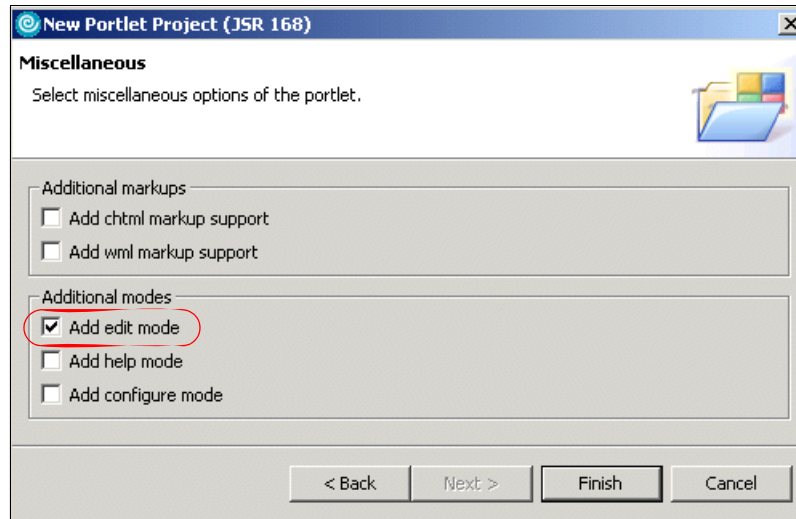 New Portlet Project (JSR 168)
Miscellaneous
Select miscellaneous options of the portlet.
Additional markups
Add chtml markup support
Add wml markup support
Additional modes
Add edit mode
Add help mode
Add configure mode
< Back Next > Finish Cancel